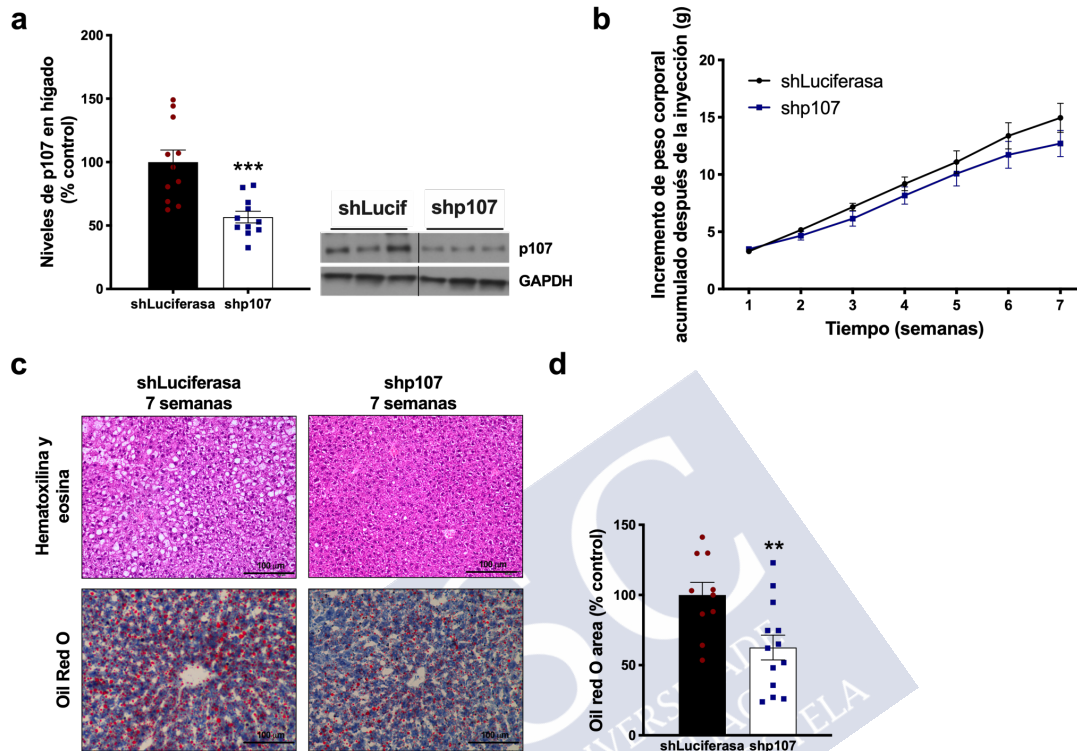 a
Niveles de p107 en hígado
(% control)
150
100
50
0
***
shLuciferasa
shp107
shLucif
shp107
p107
GAPDH
b
Incremento de peso corporal
acumulado después de la inyección (g)
20
15
10
5
0
shLuciferasa
shp107
1 2 3 4 5 6 7
Tiempo (semanas)
c
shLuciferasa
7 semanas
shp107
7 semanas
Hematoxilina y
eosina
100 µm
100 µm
Oil Red O
100 µm
100 µm
d
Oil red O area (% control)
150
100
50
0
**
shLuciferasa shp107